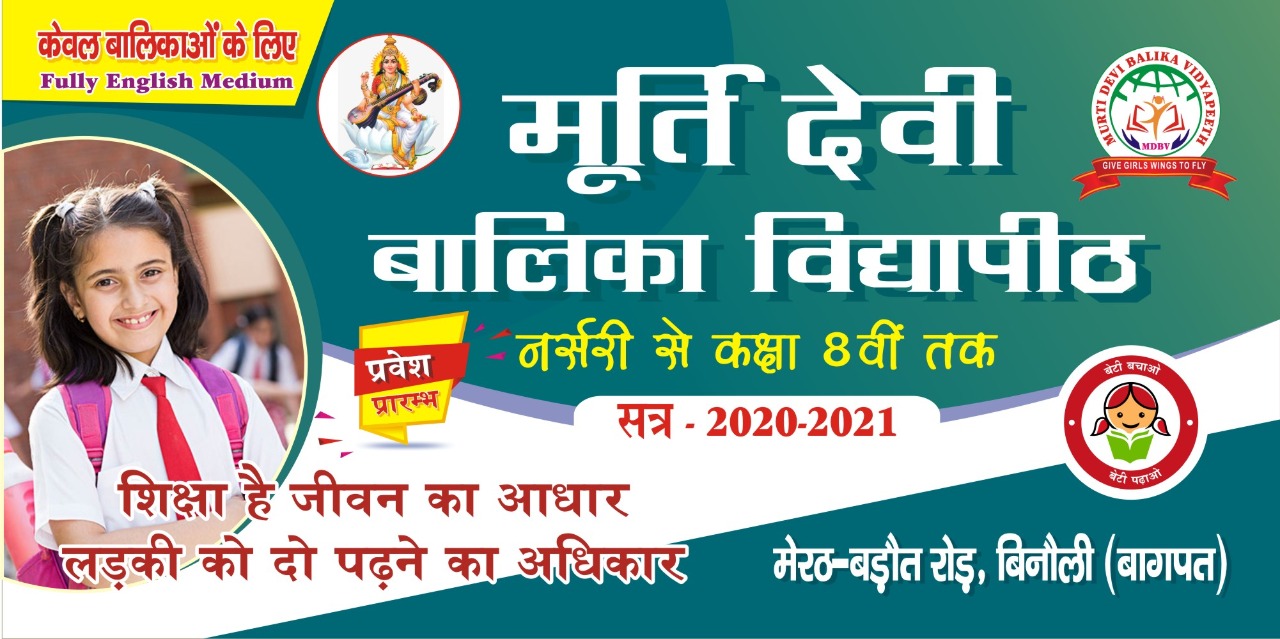 केवल बालिकाओं के लिए
Fully English Medium
मूर्ति देवी
बालिका विद्यापीठ
MURTI DEVI BALIKA VIDYAPEETH
MDBV
GIVE GIRLS WINGS TO FLY
नर्सरी से कक्षा 8वीं तक
प्रवेश
प्रारम्भ
सत्र - 2020-2021
बेटी बचाओ
बेटी पढ़ाओ
शिक्षा है जीवन का आधार
लड़की को दो पढ़ने का अधिकार
मेरठ-बड़ौत रोड़, बिनौली (बागपत)